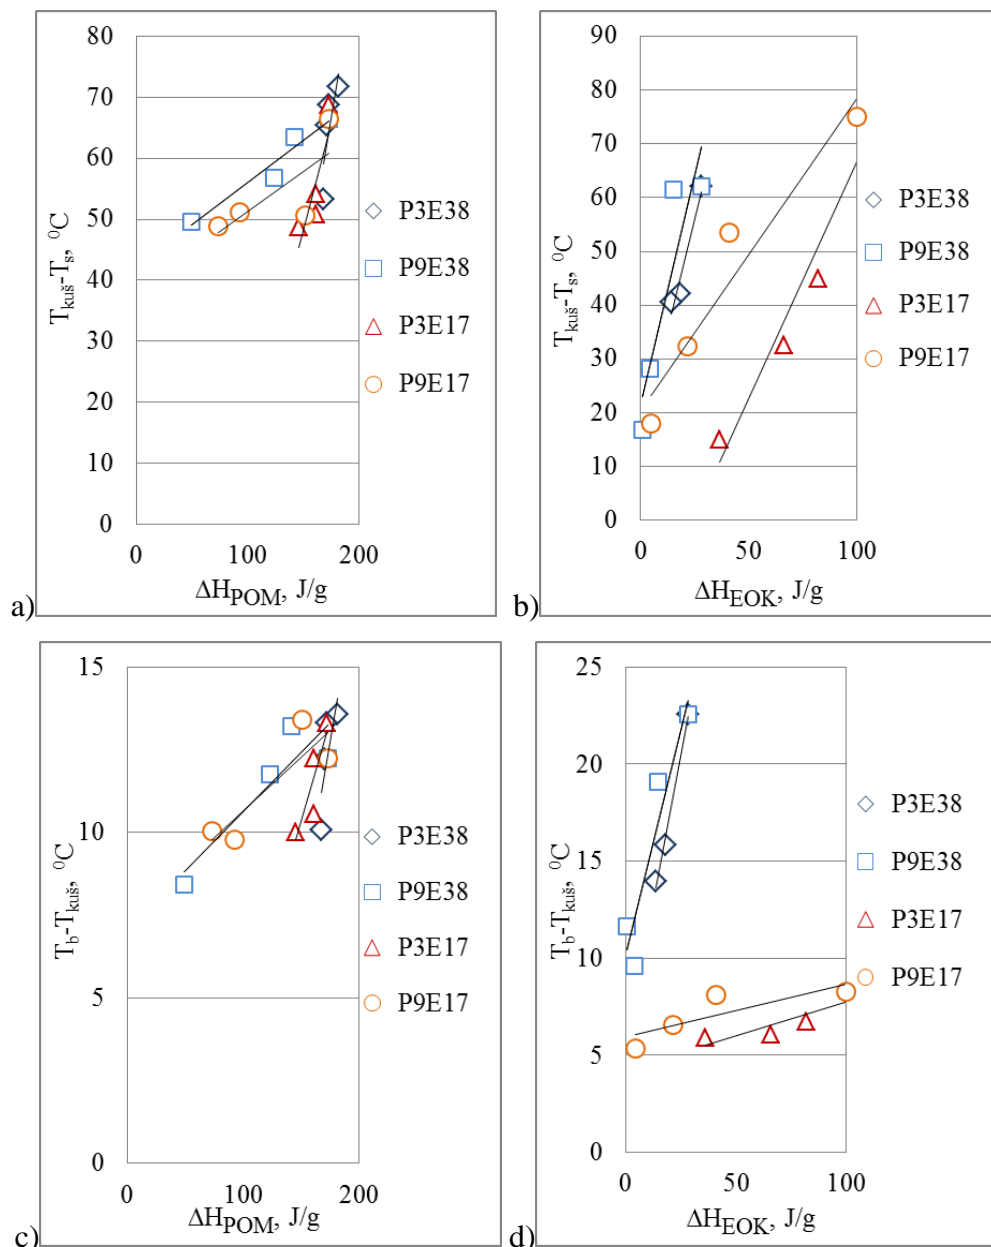 80
70
60
50
40
30
20
10
0
T_kuš-T_s, ⁰C
0 100 200
ΔH_POM, J/g
P3E38
P9E38
P3E17
P9E17
a)
90
80
70
60
50
40
30
20
10
0
T_kuš-T_s, ⁰C
0 50 100
ΔH_EOK, J/g
P3E38
P9E38
P3E17
P9E17
b)
15
10
5
0
T_b-T_kuš, ⁰C
0 100 200
ΔH_POM, J/g
P3E38
P9E38
P3E17
P9E17
c)
25
20
15
10
5
0
T_b-T_kuš, ⁰C
0 50 100
ΔH_EOK, J/g
P3E38
P9E38
P3E17
P9E17
d)